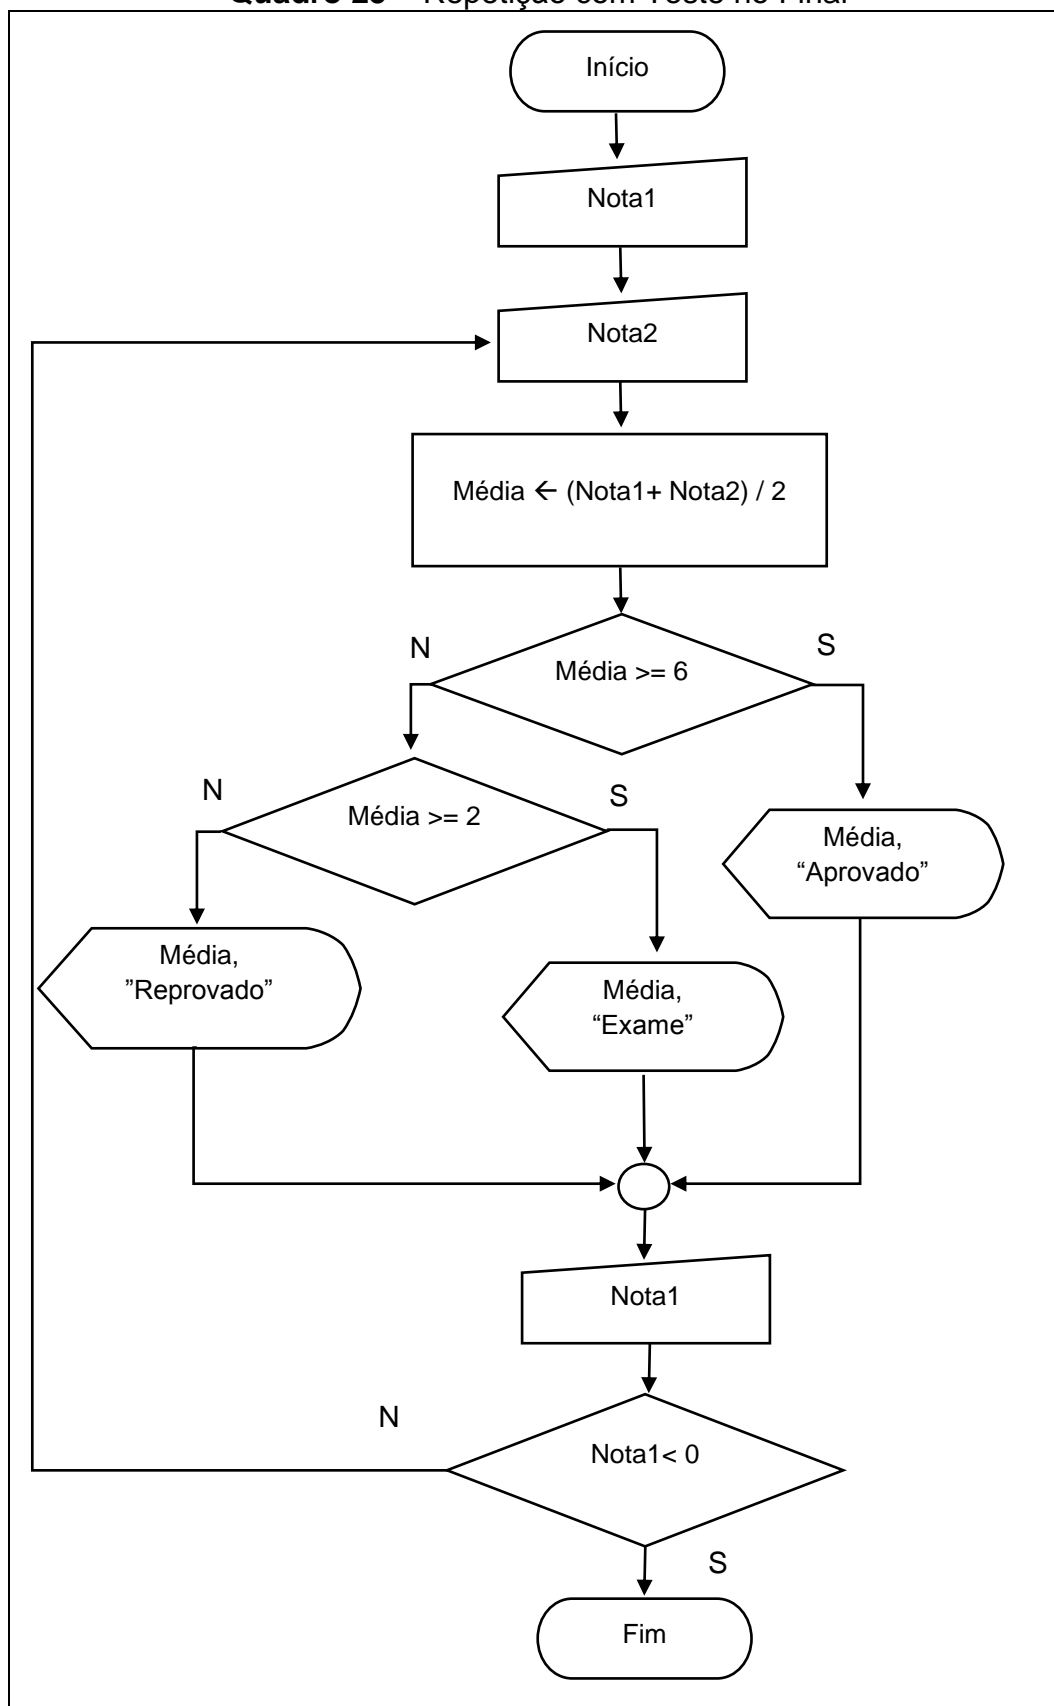 Repetição com Teste no Final
Início
Nota1
Nota2
Média ← (Nota1+ Nota2) / 2
N
S
Média >= 6
N
S
Média >= 2
Média,
“Aprovado”
Média,
”Reprovado”
Média,
“Exame”
Nota1
N
Nota1< 0
S
Fim